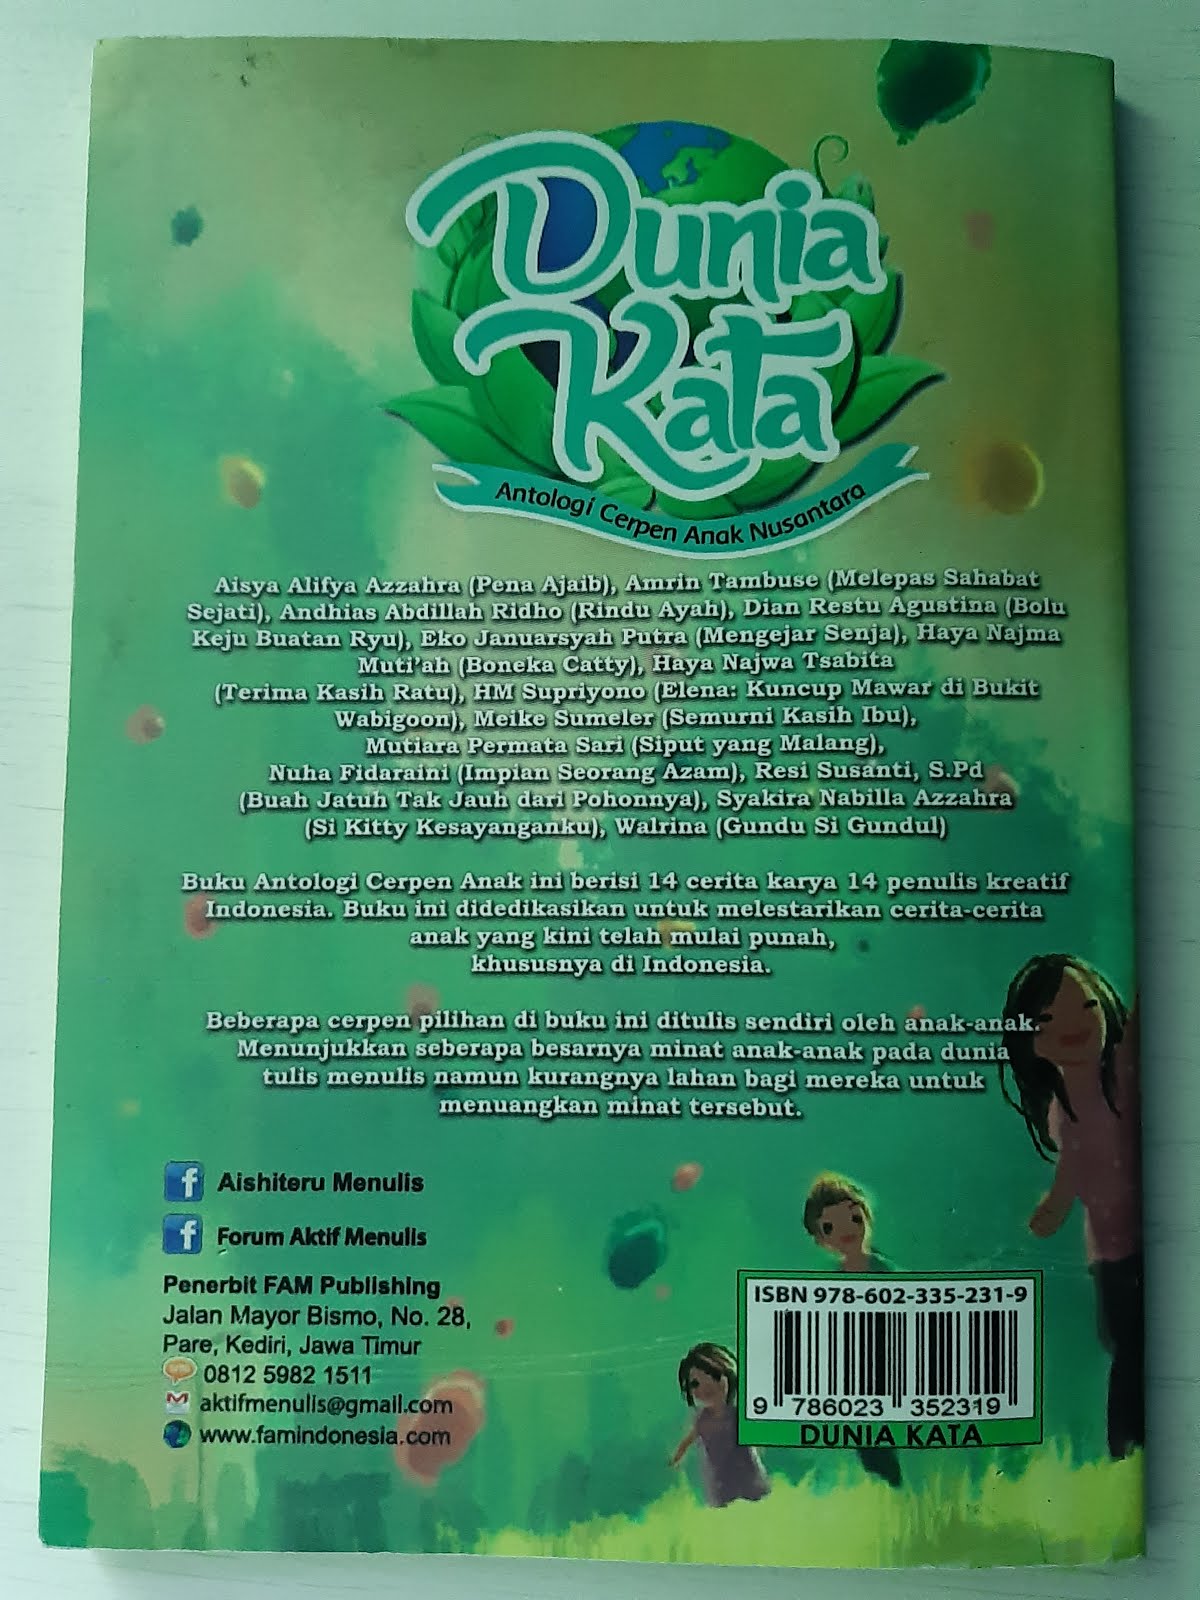 Dunia
Kata
Antologi Cerpen Anak Nusantara
Aisya Alifya Azzahra (Pena Ajaib), Amrin Tambuse (Melepas Sahabat
Sejati), Andhias Abdillah Ridho (Rindu Ayah), Dian Restu Agustina (Bolu
Keju Buatan Ryu), Eko Januarsyah Putra (Mengejar Senja), Haya Najma
Muti'ah (Boneka Catty), Haya Najwa Tsabita
(Terima Kasih Ratu), HM Supriyono (Elena: Kuncup Mawar di Bukit
Wabigoon), Meike Sumeler (Semurni Kasih Ibu),
Mutiara Permata Sari (Siput yang Malang),
Nuha Fidaraini (Impian Seorang Azam), Resi Susanti, S.Pd
(Buah Jatuh Tak Jauh dari Pohonnya), Syakira Nabilla Azzahra
(Si Kitty Kesayanganku), Walrina (Gundu Si Gundul)
Buku Antologi Cerpen Anak ini berisi 14 cerita karya 14 penulis kreatif
Indonesia. Buku ini didedikasikan untuk melestarikan cerita-cerita
anak yang kini telah mulai punah,
khususnya di Indonesia.
Beberapa cerpen pilihan di buku ini ditulis sendiri oleh anak-anak.
Menunjukkan seberapa besarnya minat anak-anak pada dunia
tulis menulis namun kurangnya lahan bagi mereka untuk
menuangkan minat tersebut.
Aishiteru Menulis
Forum Aktif Menulis
Penerbit FAM Publishing
Jalan Mayor Bismo, No. 28,
Pare, Kediri, Jawa Timur
0812 5982 1511
aktifmenulis@gmail.com
www.famindonesia.com
ISBN 978-602-335-231-9
9 786023 352319
DUNIA KATA